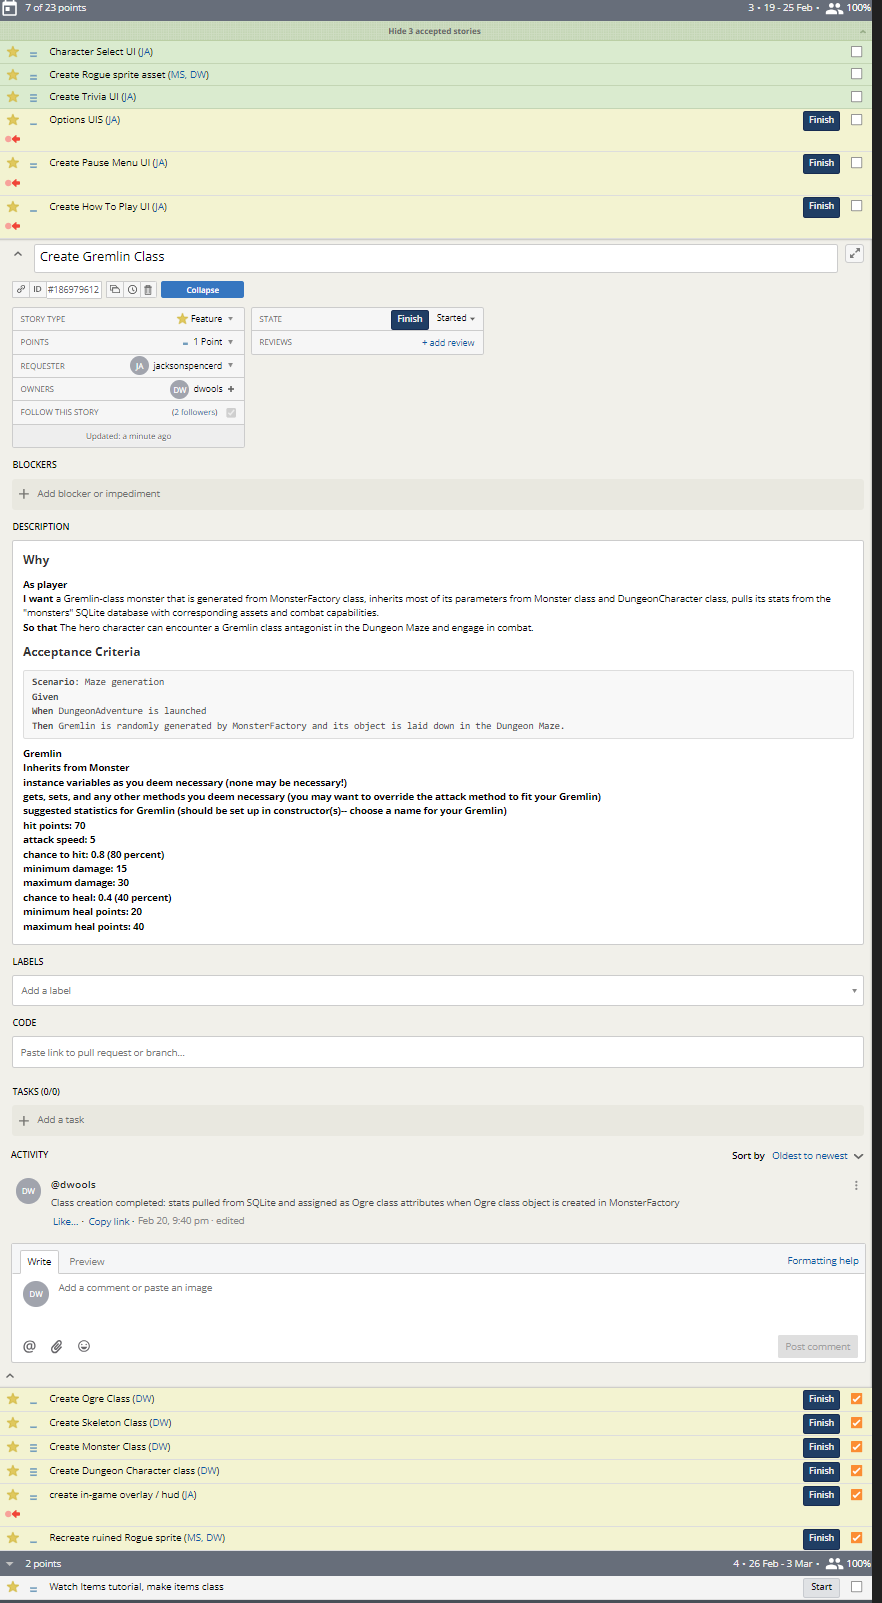 7 of 23 points 3 • 19 - 25 Feb • 100%
Hide 3 accepted stories
Character Select UI (JA)
Create Rogue sprite asset (MS, DW)
Create Trivia UI (JA)
Options UIS (JA) Finish
Create Pause Menu UI (JA) Finish
Create How To Play UI (JA) Finish
Create Gremlin Class
ID #186979612 Collapse
STORY TYPE Feature
POINTS 1 Point
REQUESTER JA jacksonspencerd
OWNERS DW dwools +
FOLLOW THIS STORY (2 followers)
Updated: a minute ago
STATE Finish Started
REVIEWS + add review
BLOCKERS
+ Add blocker or impediment
DESCRIPTION
Why
As player
I want a Gremlin-class monster that is generated from MonsterFactory class, inherits most of its parameters from Monster class and DungeonCharacter class, pulls its stats from the
"monsters" SQLite database with corresponding assets and combat capabilities.
So that The hero character can encounter a Gremlin class antagonist in the Dungeon Maze and engage in combat.
Acceptance Criteria
Scenario: Maze generation
Given
When DungeonAdventure is launched
Then Gremlin is randomly generated by MonsterFactory and its object is laid down in the Dungeon Maze.
Gremlin
Inherits from Monster
instance variables as you deem necessary (none may be necessary!)
gets, sets, and any other methods you deem necessary (you may want to override the attack method to fit your Gremlin)
suggested statistics for Gremlin (should be set up in constructor(s)-- choose a name for your Gremlin)
hit points: 70
attack speed: 5
chance to hit: 0.8 (80 percent)
minimum damage: 15
maximum damage: 30
chance to heal: 0.4 (40 percent)
minimum heal points: 20
maximum heal points: 40
LABELS
Add a label
CODE
Paste link to pull request or branch...
TASKS (0/0)
+ Add a task
ACTIVITY Sort by Oldest to newest
DW @dwools
Class creation completed: stats pulled from SQLite and assigned as Ogre class attributes when Ogre class object is created in MonsterFactory
Like... • Copy link • Feb 20, 9:40 pm · edited
Write Preview Formatting help
DW Add a comment or paste an image
@ Post comment
Create Ogre Class (DW) Finish
Create Skeleton Class (DW) Finish
Create Monster Class (DW) Finish
Create Dungeon Character class (DW) Finish
create in-game overlay / hud (JA) Finish
Recreate ruined Rogue sprite (MS, DW) Finish
2 points 4 • 26 Feb - 3 Mar • 100%
Watch Items tutorial, make items class Start